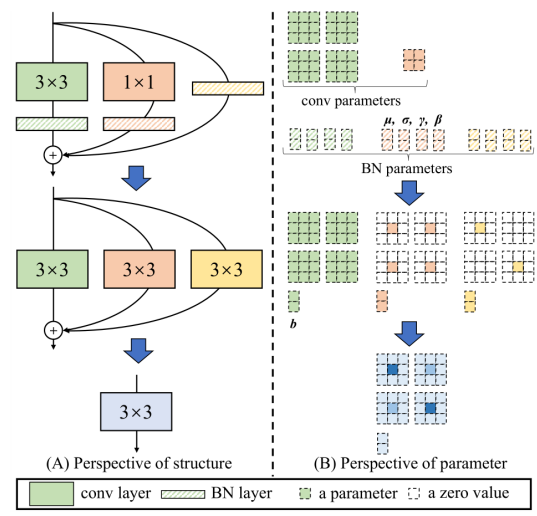 3×3
1×1
conv parameters
μ, σ, γ, β
BN parameters
3×3
3×3
3×3
b
3×3
(A) Perspective of structure
(B) Perspective of parameter
conv layer
BN layer
a parameter
a zero value